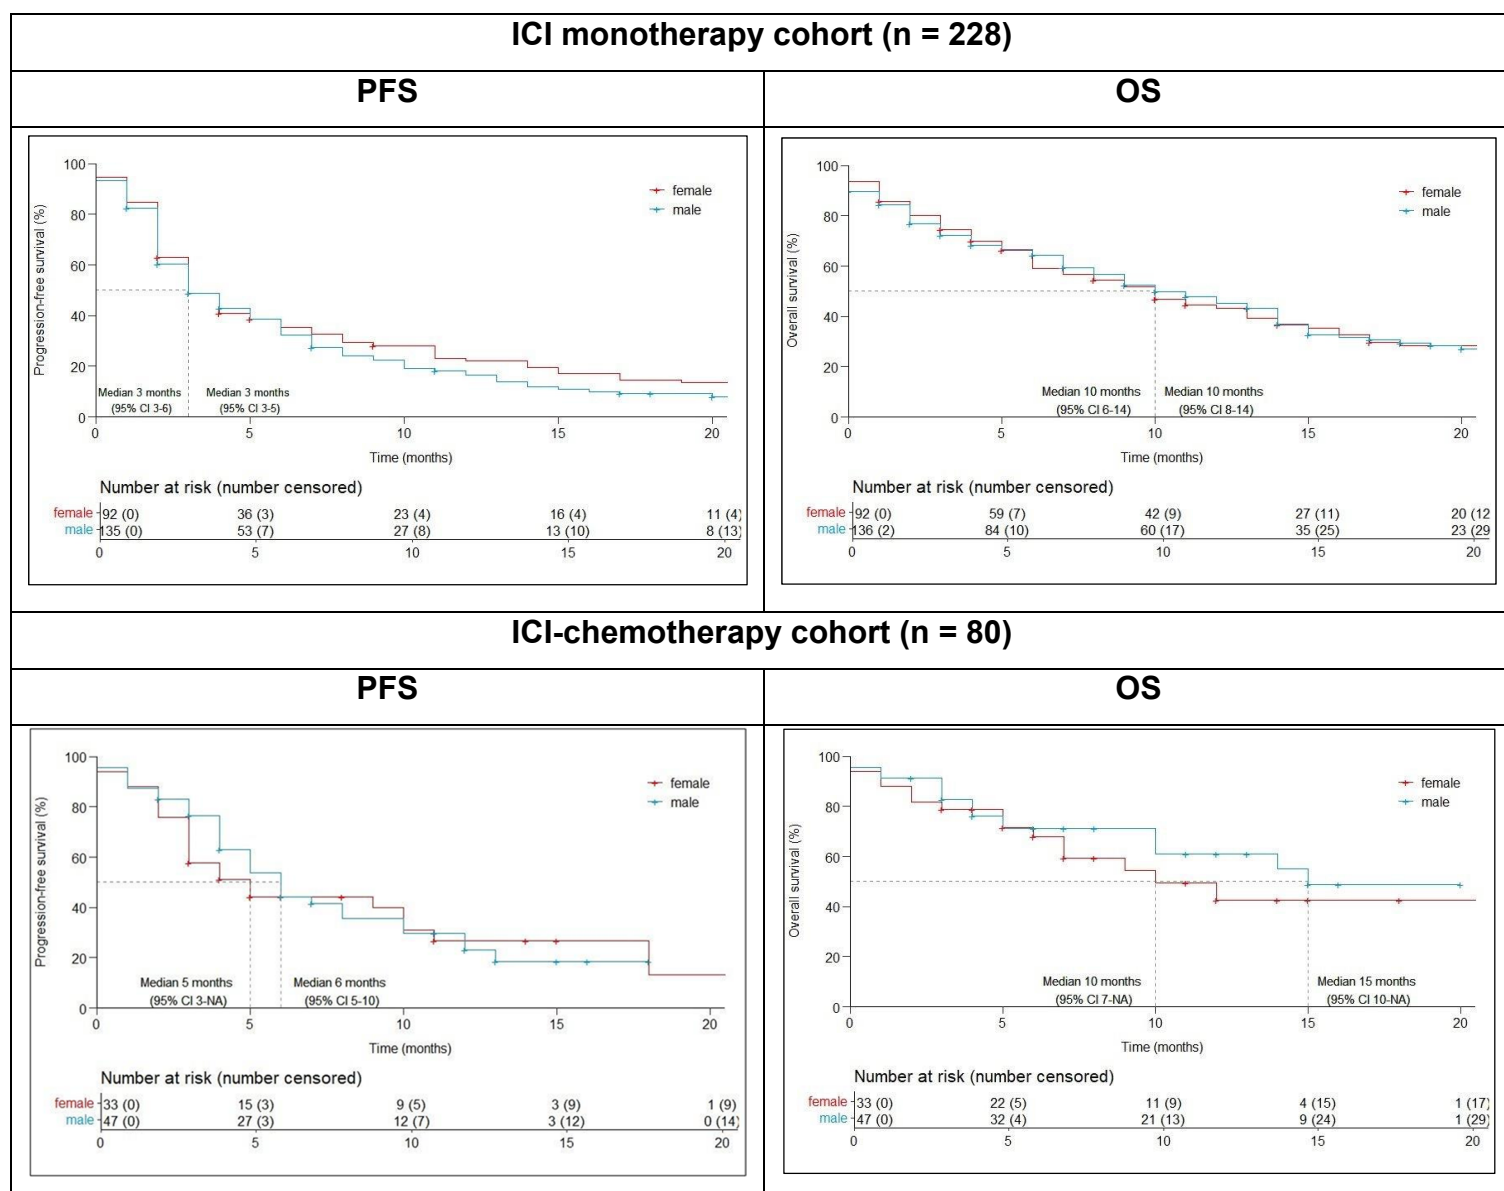 ICI monotherapy cohort (n = 228)
PFS
OS
Progression-free survival (%)
100
80
60
40
20
0
female
male
Median 3 months
(95% CI 3-6)
Median 3 months
(95% CI 3-5)
0 5 10 15 20
Time (months)
Number at risk (number censored)
female 92 (0) 36 (3) 23 (4) 16 (4) 11 (4)
male 135 (0) 53 (7) 27 (8) 13 (10) 8 (13)
0 5 10 15 20
Overall survival (%)
100
80
60
40
20
0
female
male
Median 10 months
(95% CI 6-14)
Median 10 months
(95% CI 8-14)
0 5 10 15 20
Time (months)
Number at risk (number censored)
female 92 (0) 59 (7) 42 (9) 27 (11) 20 (12
male 136 (2) 84 (10) 60 (17) 35 (25) 23 (29
0 5 10 15 20
ICI-chemotherapy cohort (n = 80)
PFS
OS
Progression-free survival (%)
100
80
60
40
20
0
female
male
Median 5 months
(95% CI 3-NA)
Median 6 months
(95% CI 5-10)
0 5 10 15 20
Time (months)
Number at risk (number censored)
female 33 (0) 15 (3) 9 (5) 3 (9) 1 (9)
male 47 (0) 27 (3) 12 (7) 3 (12) 0 (14)
0 5 10 15 20
Overall survival (%)
100
80
60
40
20
0
female
male
Median 10 months
(95% CI 7-NA)
Median 15 months
(95% CI 10-NA)
0 5 10 15 20
Time (months)
Number at risk (number censored)
female 33 (0) 22 (5) 11 (9) 4 (15) 1 (17)
male 47 (0) 32 (4) 21 (13) 9 (24) 1 (29)
0 5 10 15 20